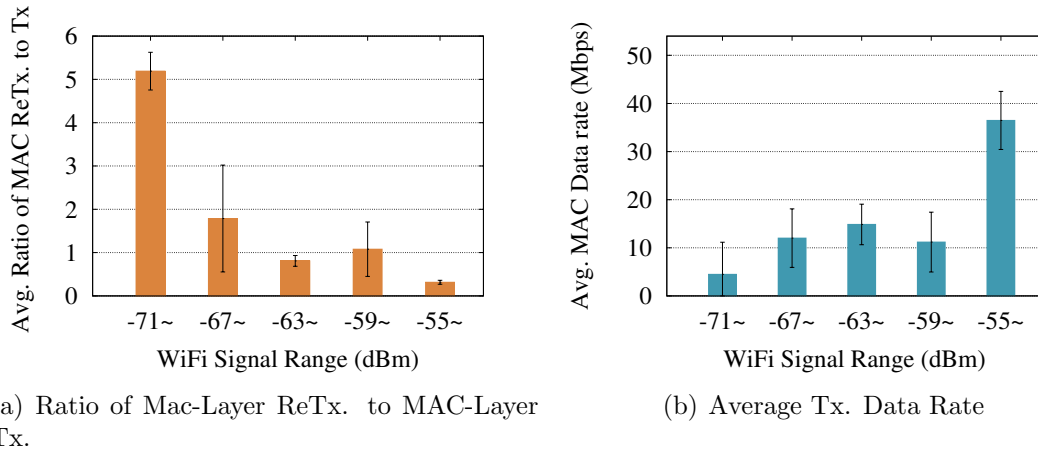 Avg. Ratio of MAC ReTx. to Tx
6
5
4
3
2
1
0
-71~ -67~ -63~ -59~ -55~
WiFi Signal Range (dBm)
a) Ratio of Mac-Layer ReTx. to MAC-Layer
Tx.
Avg. MAC Data rate (Mbps)
50
40
30
20
10
0
-71~ -67~ -63~ -59~ -55~
WiFi Signal Range (dBm)
(b) Average Tx. Data Rate